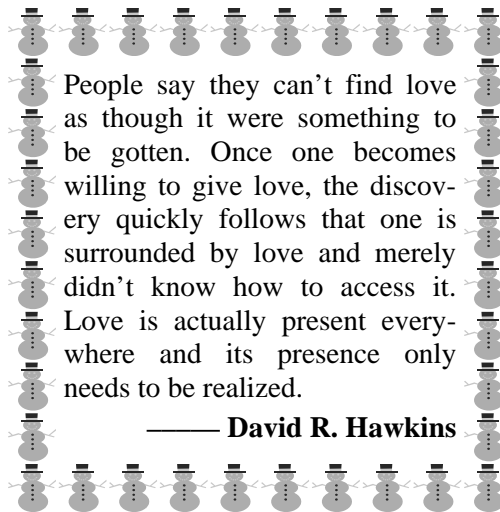 People say they can’t find love
as though it were something to
be gotten. Once one becomes
willing to give love, the discov-
ery quickly follows that one is
surrounded by love and merely
didn’t know how to access it.
Love is actually present every-
where and its presence only
needs to be realized.
——– David R. Hawkins